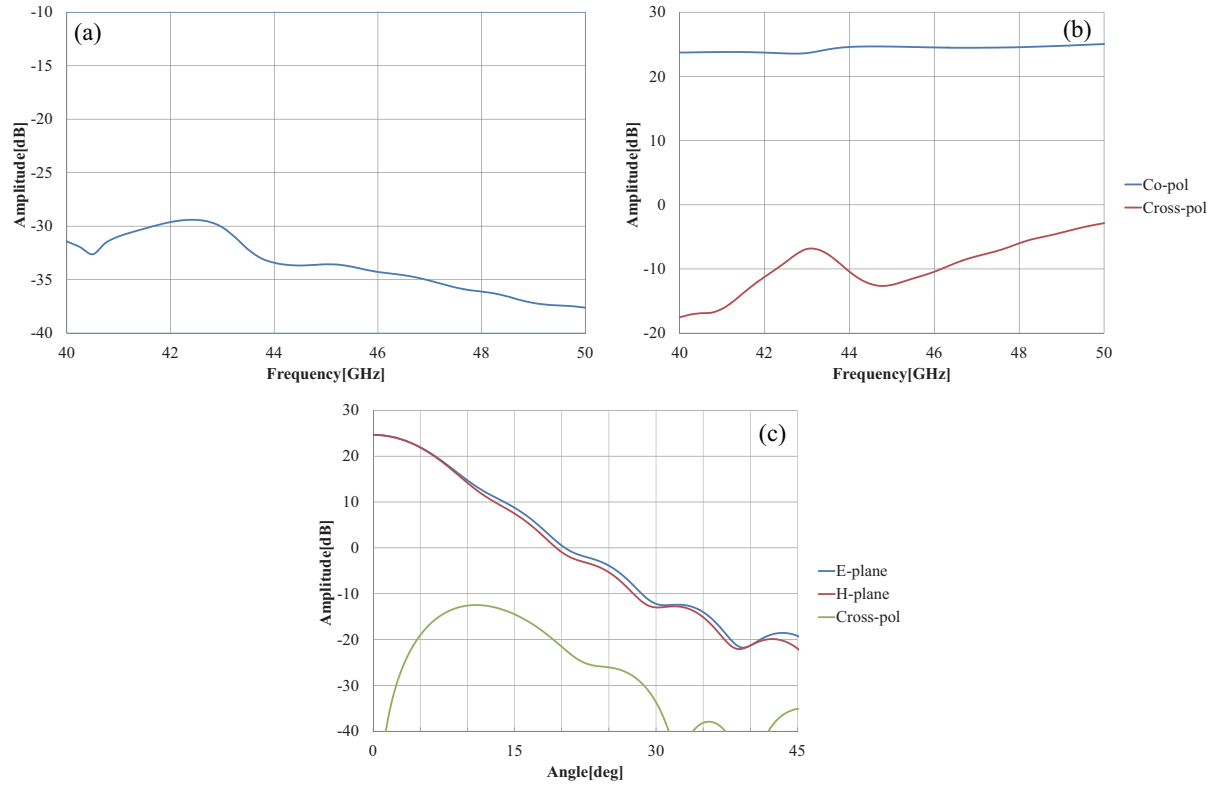 (a)
Amplitude[dB]
-10
-15
-20
-25
-30
-35
-40
40 42 44 46 48 50
Frequency[GHz]
(b)
Amplitude[dB]
30
20
10
0
-10
-20
40 42 44 46 48 50
Frequency[GHz]
Co-pol
Cross-pol
(c)
Amplitude[dB]
30
20
10
0
-10
-20
-30
-40
0 15 30 45
Angle[deg]
E-plane
H-plane
Cross-pol